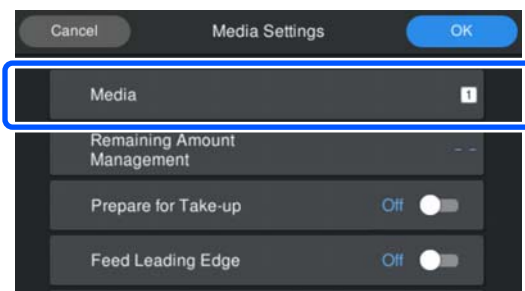 Cancel Media Settings OK
Media 1
Remaining Amount
Management - -
Prepare for Take-up Off
Feed Leading Edge Off